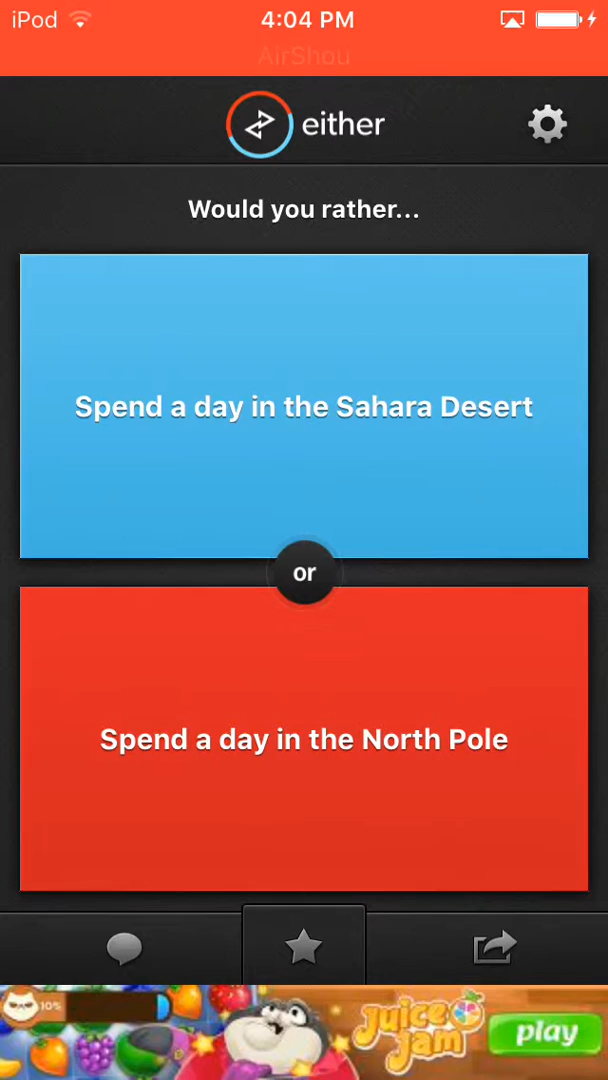 iPod 4:04 PM
AirShou
either
Would you rather...
Spend a day in the Sahara Desert
or
Spend a day in the North Pole
10%
Juice Jam
play